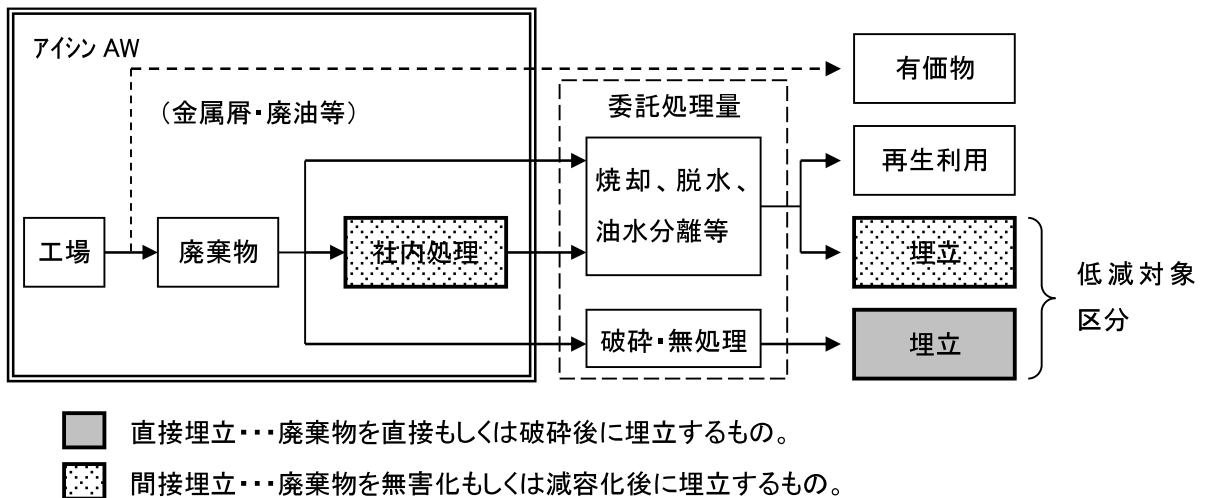 アイシン AW
(金属屑・廃油等)
工場
廃棄物
社内処理
委託処理量
焼却、脱水、
油水分離等
破砕・無処理
有価物
再生利用
埋立
埋立
低減対象
区分
直接埋立・・・廃棄物を直接もしくは破砕後に埋立するもの。
間接埋立・・・廃棄物を無害化もしくは減容化後に埋立するもの。